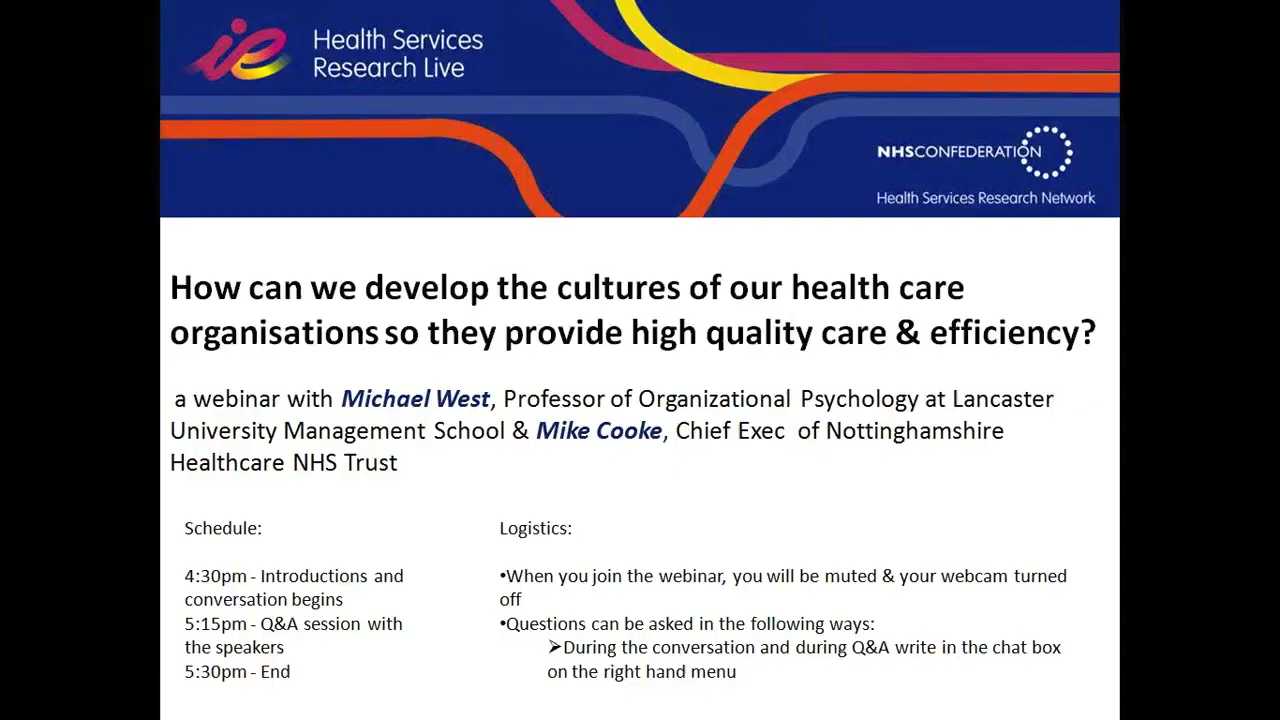 ie
Health Services
Research Live
NHSCONFEDERATION
Health Services Research Network
How can we develop the cultures of our health care
organisations so they provide high quality care & efficiency?
a webinar with Michael West, Professor of Organizational Psychology at Lancaster
University Management School & Mike Cooke, Chief Exec of Nottinghamshire
Healthcare NHS Trust
Schedule:
4:30pm - Introductions and
conversation begins
5:15pm - Q&A session with
the speakers
5:30pm - End
Logistics:
•When you join the webinar, you will be muted & your webcam turned
off
•Questions can be asked in the following ways:
➢During the conversation and during Q&A write in the chat box
on the right hand menu